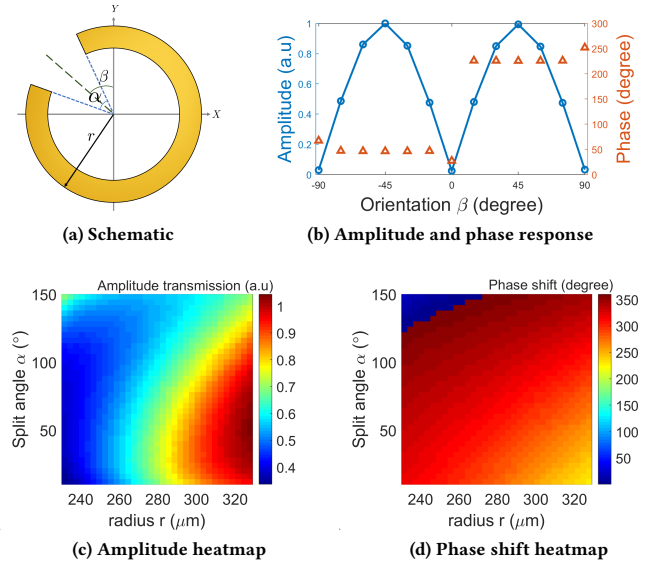 Y
β
α
r
X
(a) Schematic
Amplitude (a.u)
1
0.8
0.6
0.4
0.2
0
300
250
200
150
100
50
0
Phase (degree)
-90 -45 0 45 90
Orientation β (degree)
(b) Amplitude and phase response
Amplitude transmission (a.u)
Split angle α (°)
150
100
50
240 260 280 300 320
radius r (μm)
1
0.9
0.8
0.7
0.6
0.5
0.4
(c) Amplitude heatmap
Phase shift (degree)
Split angle α (°)
150
100
50
240 260 280 300 320
radius r (μm)
350
300
250
200
150
100
50
(d) Phase shift heatmap